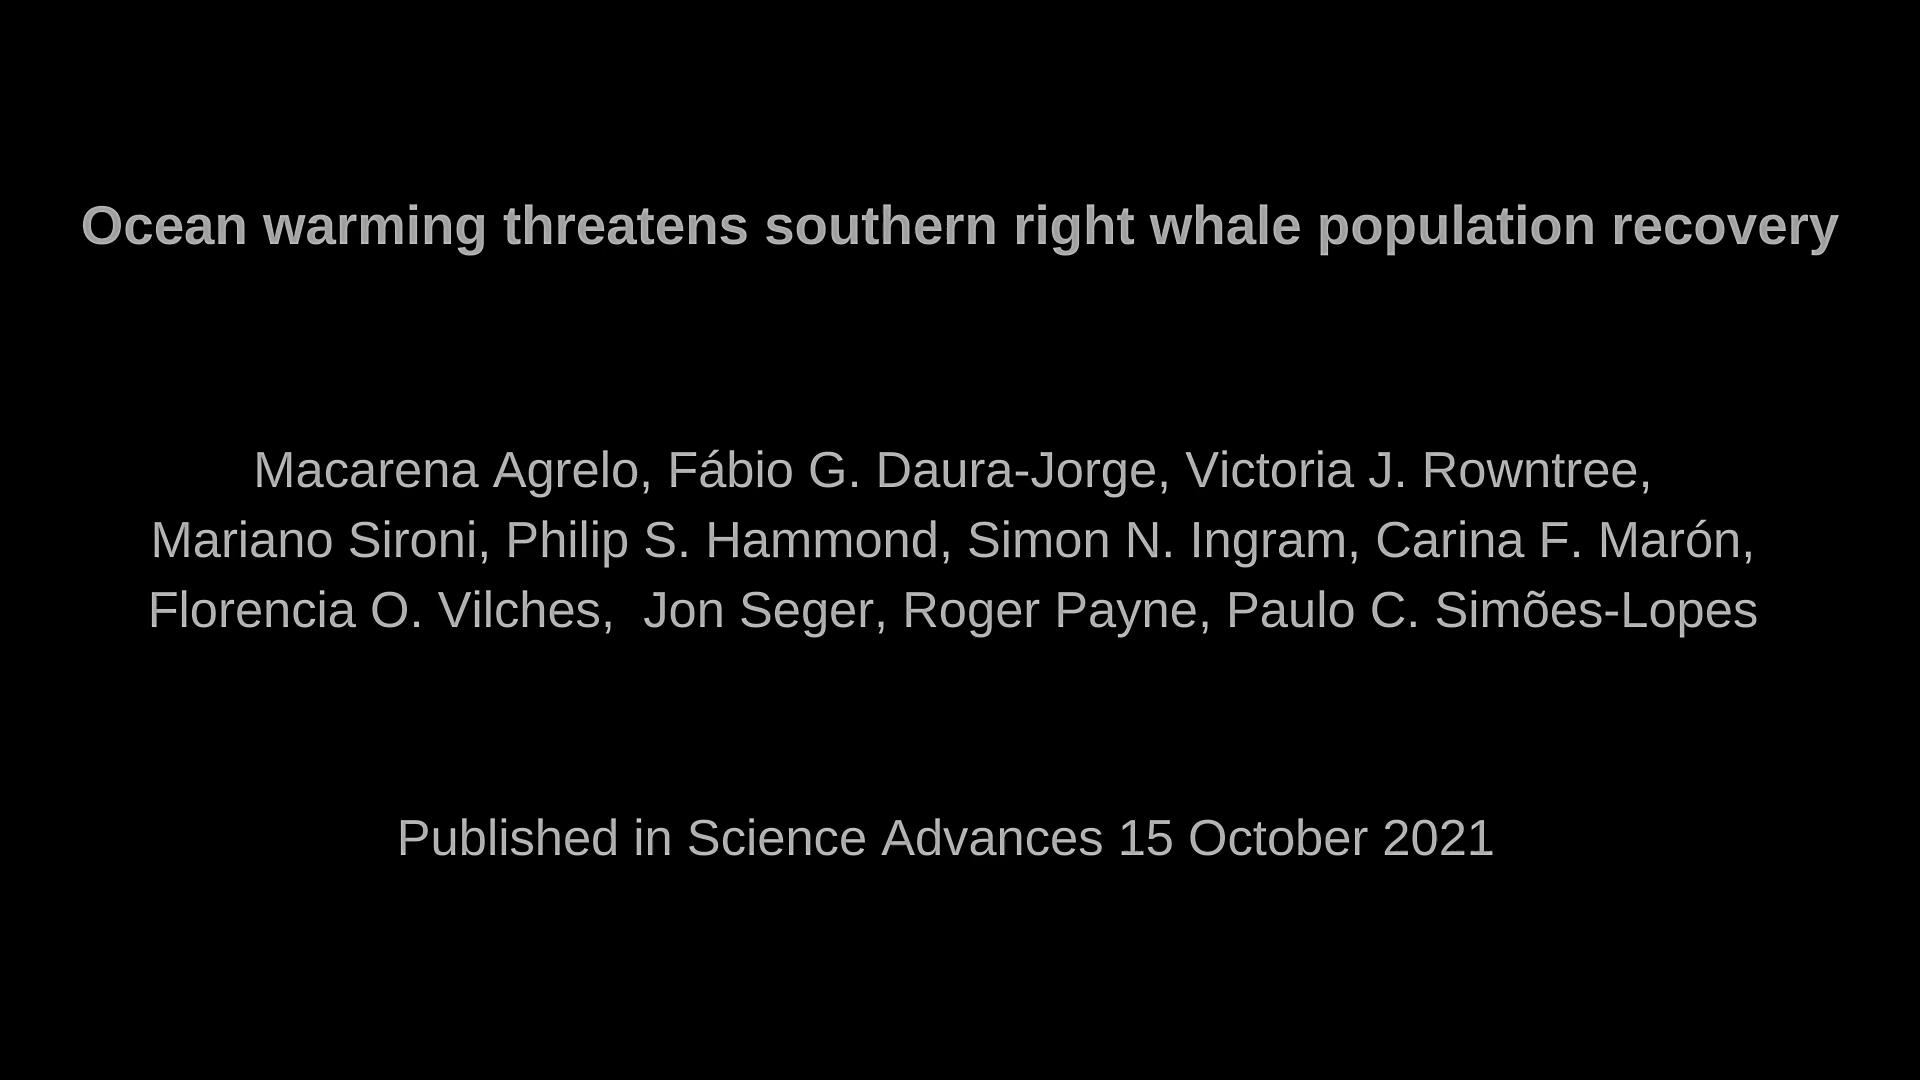 Ocean warming threatens southern right whale population recovery
Macarena Agrelo, Fábio G. Daura-Jorge, Victoria J. Rowntree,
Mariano Sironi, Philip S. Hammond, Simon N. Ingram, Carina F. Marón,
Florencia O. Vilches,  Jon Seger, Roger Payne, Paulo C. Simões-Lopes
Published in Science Advances 15 October 2021